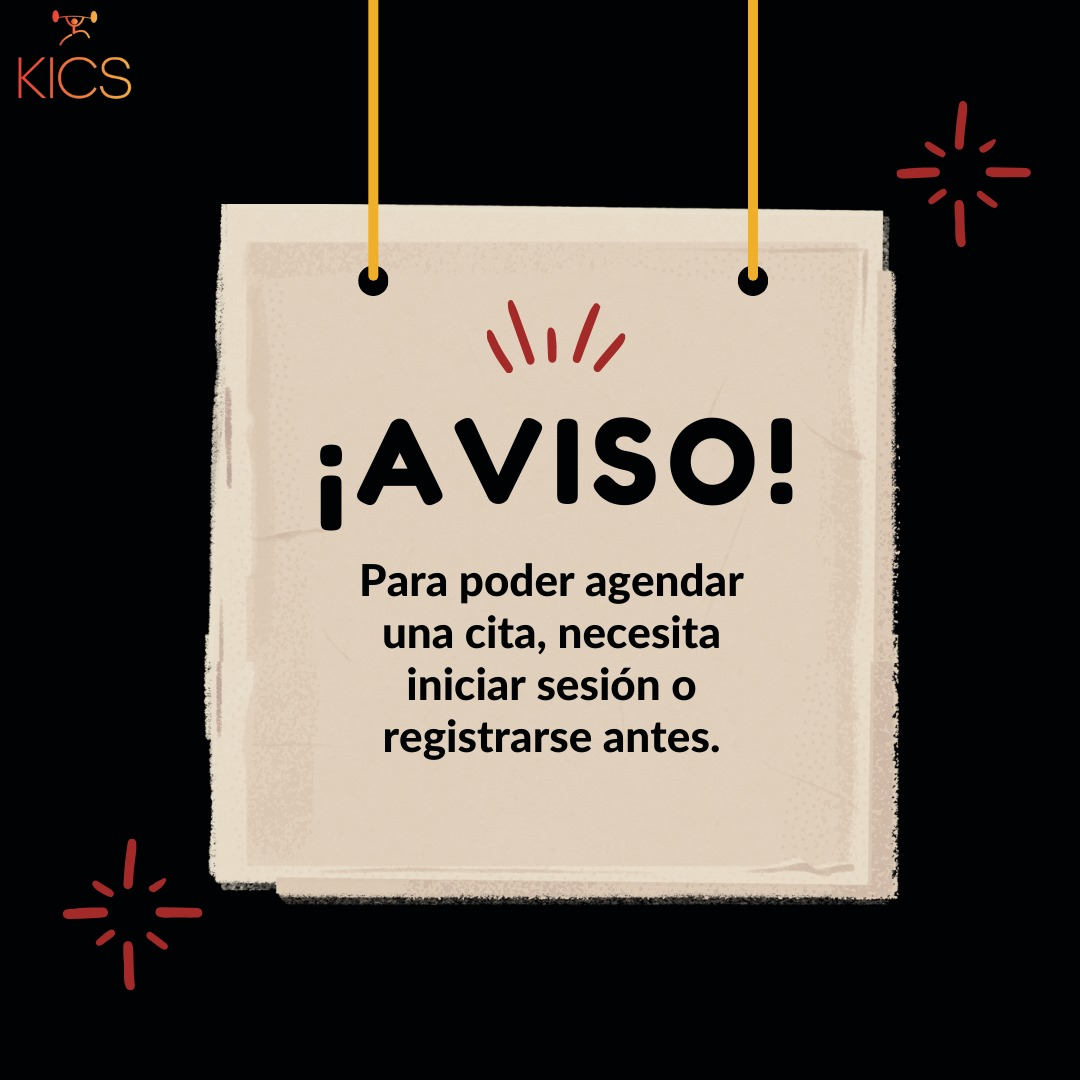 KICS
¡AVISO!
Para poder agendar
una cita, necesita
iniciar sesión o
registrarse antes.